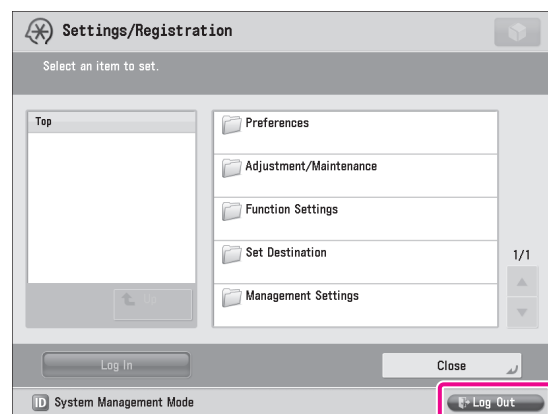 Settings/Registration
Select an item to set.
Top
Preferences
Adjustment/Maintenance
Function Settings
Set Destination
1/1
Up
Management Settings
Log In
Close
ID System Management Mode
Log Out